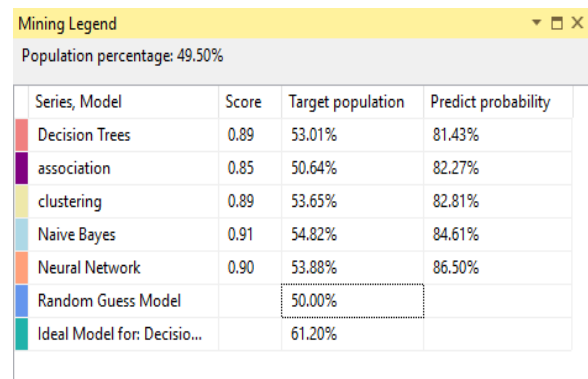 Mining Legend
Population percentage: 49.50%
Series, Model Score Target population Predict probability
Decision Trees 0.89 53.01% 81.43%
association 0.85 50.64% 82.27%
clustering 0.89 53.65% 82.81%
Naive Bayes 0.91 54.82% 84.61%
Neural Network 0.90 53.88% 86.50%
Random Guess Model 50.00%
Ideal Model for: Decisio... 61.20%